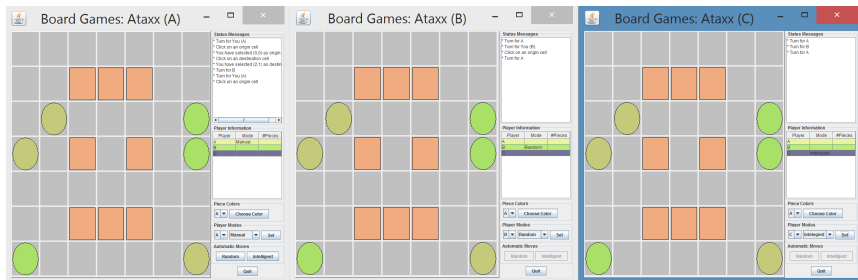 Board Games: Ataxx (A)
Status Messages
* Turn for You (A)
* Click on an origin cell
* You have selected (0,0) as origin
* Click on an destination cell
* You have selected (2,1) as destin
* Turn for B
* Turn for You (A)
* Click on an origin cell
Player Information
Player Mode #Pieces
A Manual
B
Piece Colors
A Choose Color
Player Modes
A Manual Set
Automatic Moves
Random Intelligent
Quit
Board Games: Ataxx (B)
Status Messages
* Turn for A
* Turn for You (B)
* Click on an origin cell
* Turn for A
Player Information
Player Mode #Pieces
A
B Random
Piece Colors
A Choose Color
Player Modes
B Random Set
Automatic Moves
Random Intelligent
Quit
Board Games: Ataxx (C)
Status Messages
* Turn for A
* Turn for B
* Turn for A
Player Information
Player Mode #Pieces
A
B
Intelegent
Piece Colors
A Choose Color
Player Modes
C Intelegent Set
Automatic Moves
Random Intelligent
Quit